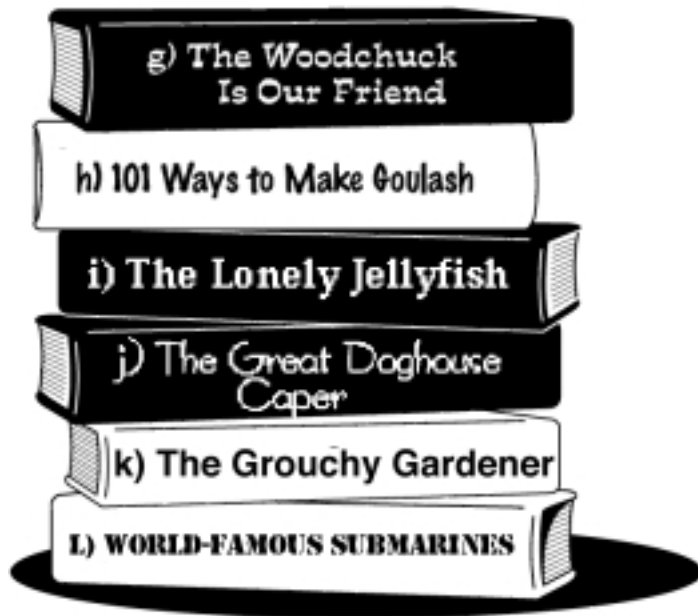 g) The Woodchuck
Is Our Friend
h) 101 Ways to Make Goulash
i) The Lonely Jellyfish
j) The Great Doghouse
Caper
k) The Grouchy Gardener
L) WORLD-FAMOUS SUBMARINES